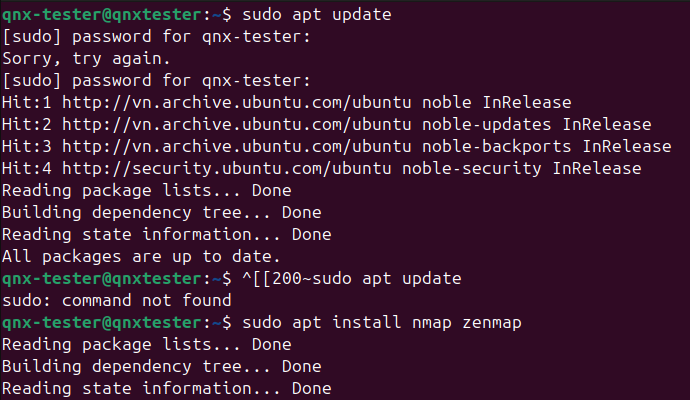 qnx-tester@qnxtester:~$ sudo apt update
[sudo] password for qnx-tester:
Sorry, try again.
[sudo] password for qnx-tester:
Hit:1 http://vn.archive.ubuntu.com/ubuntu noble InRelease
Hit:2 http://vn.archive.ubuntu.com/ubuntu noble-updates InRelease
Hit:3 http://vn.archive.ubuntu.com/ubuntu noble-backports InRelease
Hit:4 http://security.ubuntu.com/ubuntu noble-security InRelease
Reading package lists... Done
Building dependency tree... Done
Reading state information... Done
All packages are up to date.
qnx-tester@qnxtester:~$ ^[[200~sudo apt update
sudo: command not found
qnx-tester@qnxtester:~$ sudo apt install nmap zenmap
Reading package lists... Done
Building dependency tree... Done
Reading state information... Done